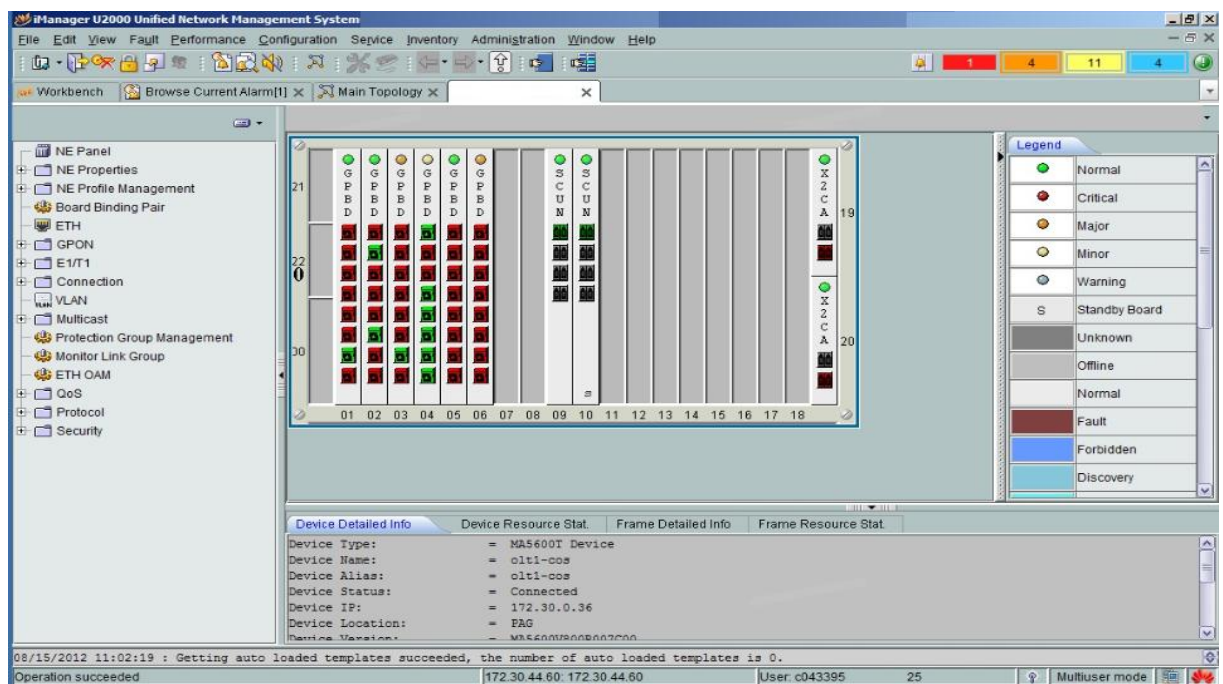 iManager U2000 Unified Network Management System
File Edit View Fault Performance Configuration Service Inventory Administration Window Help
1 4 11 4
Workbench Browse Current Alarm[1] Main Topology
NE Panel
NE Properties
NE Profile Management
Board Binding Pair
ETH
GPON
E1/T1
Connection
VLAN
Multicast
Protection Group Management
Monitor Link Group
ETH OAM
QoS
Protocol
Security
21
22
0
30
GPBD GPBD GPBD GPBD GPBD GPBD SCUN SCUN X2CA
19
X2CA
20
S
01 02 03 04 05 06 07 08 09 10 11 12 13 14 15 16 17 18
Legend
Normal
Critical
Major
Minor
Warning
S Standby Board
Unknown
Offline
Normal
Fault
Forbidden
Discovery
Device Detailed Info Device Resource Stat. Frame Detailed Info Frame Resource Stat.
Device Type: = MA5600T Device
Device Name: = olt1-cos
Device Alias: = olt1-cos
Device Status: = Connected
Device IP: = 172.30.0.36
Device Location: = PAG
Device Version: = MA5600V800R007C00
08/15/2012 11:02:19 : Getting auto loaded templates succeeded, the number of auto loaded templates is 0.
Operation succeeded 172.30.44.60: 172.30.44.60 User: c043395 25 Multiuser mode